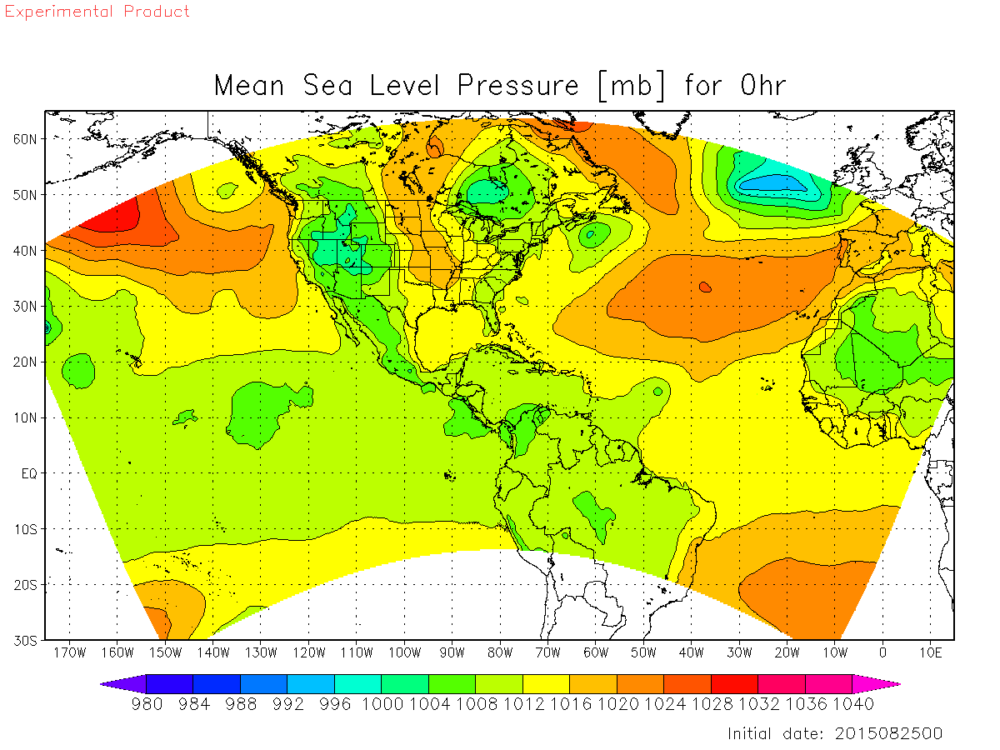 Experimental Product
Mean Sea Level Pressure [mb] for 0hr
60N
50N
40N
30N
20N
10N
EQ
10S
20S
30S
170W 160W 150W 140W 130W 120W 110W 100W 90W 80W 70W 60W 50W 40W 30W 20W 10W 0 10E
980 984 988 992 996 1000 1004 1008 1012 1016 1020 1024 1028 1032 1036 1040
Initial date: 2015082500